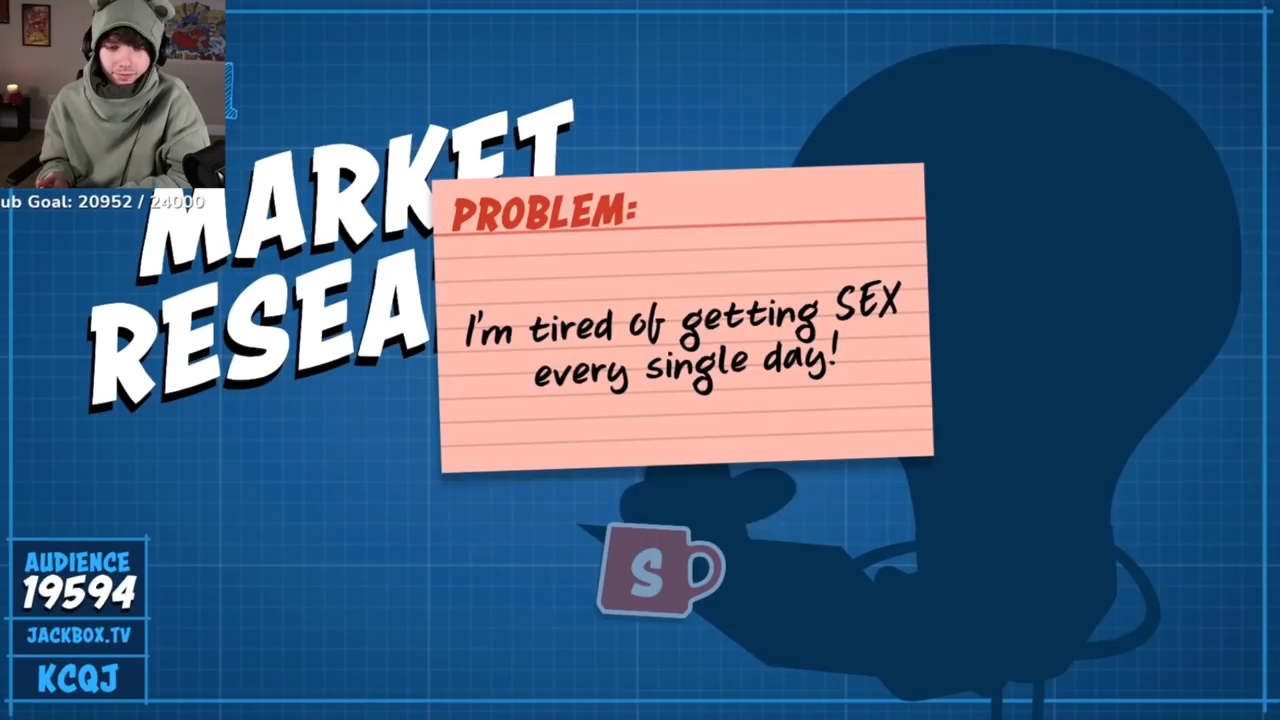 ub Goal: 20952 / 24000
MARKET
RESEA
PROBLEM:
I'm tired of getting SEX
every single day!
S
AUDIENCE
19594
JACKBOX.TV
KCQJ